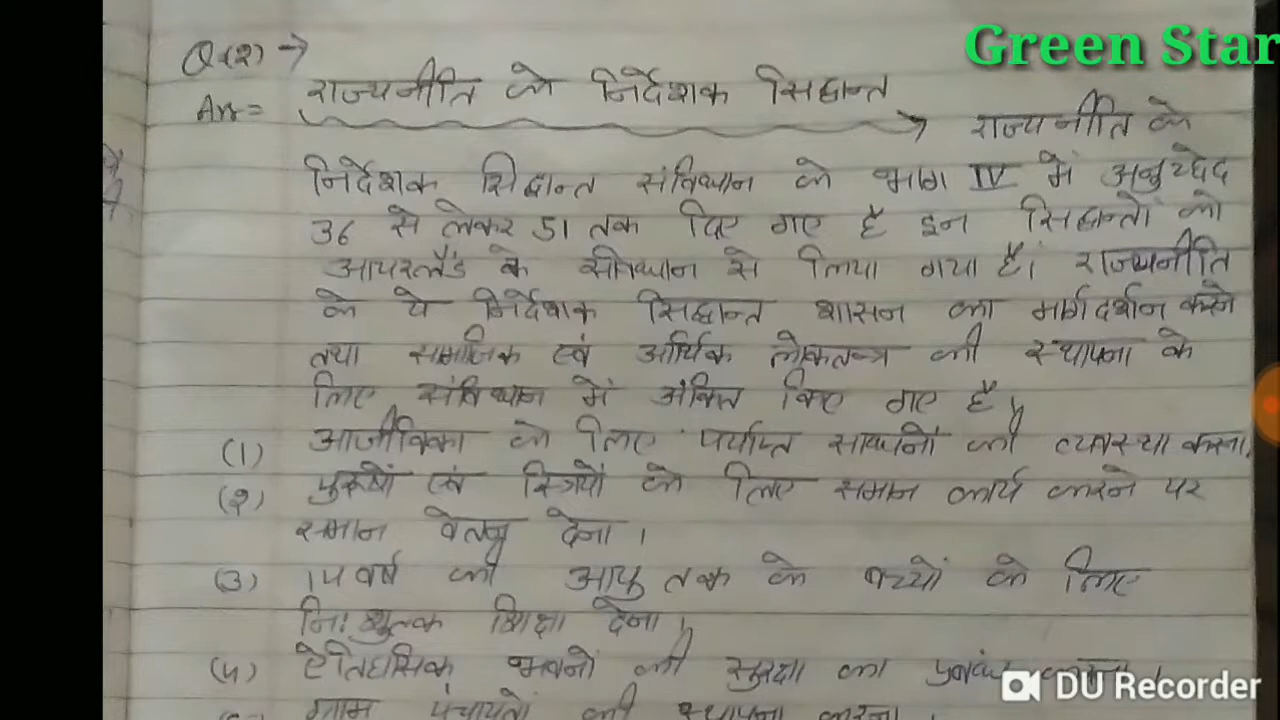 Green Star
Q(2) →
Ans = राज्यनीति के निर्देशक सिद्धान्त
→ राज्यनीति के
निर्देशक सिद्धान्त संविधान के भाग IV में अनुच्छेद
36 से लेकर 51 तक दिए गए है इन सिद्धान्तों को
आयरलैंड के संविधान से लिया गया है। राज्यनीति
के ये निर्देशक सिद्धान्त शासन का मार्गदर्शन करने
तथा समाजिक एवं आर्थिक लोकतन्त्र की स्थापना के
लिए संविधान में अंकित किए गए है।
(1) आजीविका के लिए पर्याप्त साधनों की व्यवस्था करना।
(2) पुरुषों एवं स्त्रियों के लिए समान कार्य करने पर
समान वेतन देना।
(3) 14 वर्ष की आयु तक के बच्चों के लिए
नि: शुल्क शिक्षा देना।
(4) ऐतिहासिक भवनों की सुरक्षा का प्रबंध करना।
ग्राम पंचायतों की स्थापना करना।
DU Recorder